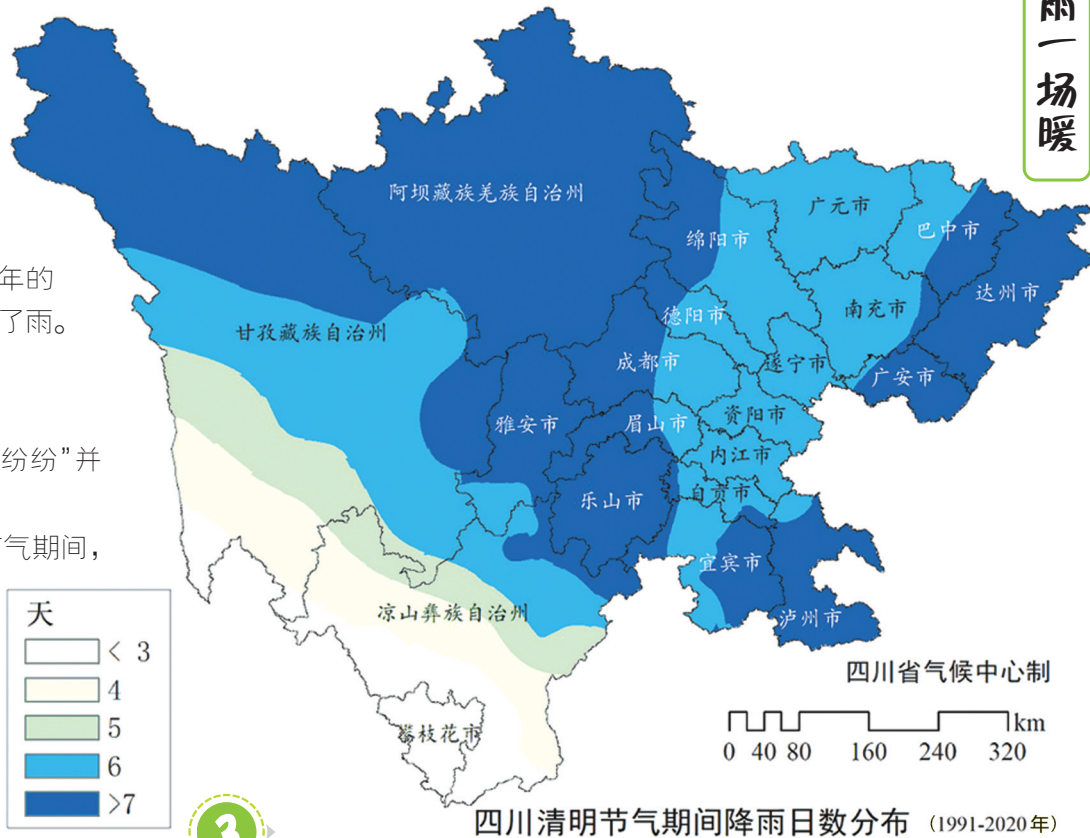 雨一场暖
年的
了雨。
纷纷”并
气期间，
阿坝藏族羌族自治州
绵阳市
广元市
巴中市
达州市
甘孜藏族自治州
德阳市
南充市
成都市
遂宁市
广安市
雅安市
眉山市
资阳市
内江市
乐山市
自贡市
宜宾市
凉山彝族自治州
泸州市
攀枝花市
天
< 3
4
5
6
>7
四川省气候中心制
km
0 40 80 160 240 320
3
四川清明节气期间降雨日数分布 (1991-2020年)